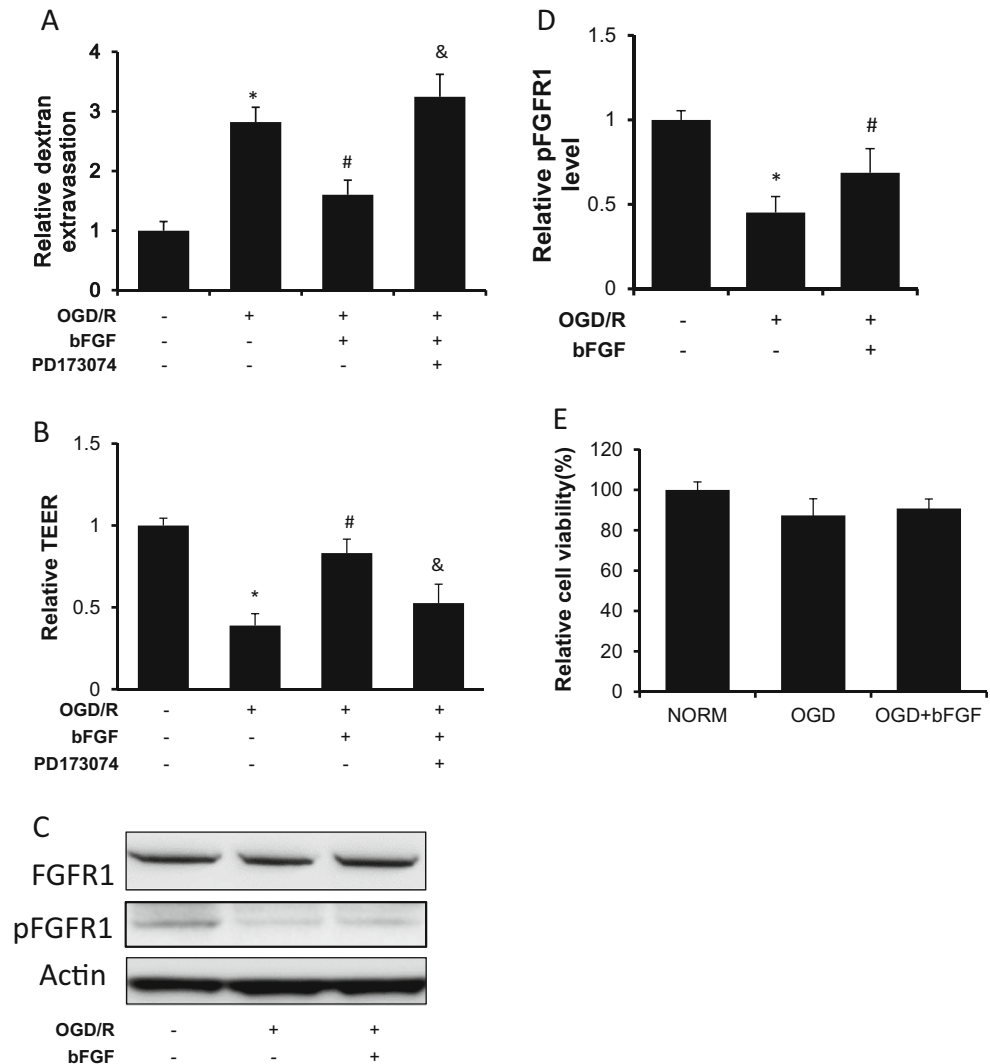 A
Relative dextran
extravasation
4
3
2
1
0
*
#
&
OGD/R - + + +
bFGF - - + +
PD173074 - - - +
B
Relative TEER
1.5
1
0.5
0
*
#
&
OGD/R - + + +
bFGF - - + +
PD173074 - - - +
C
FGFR1
pFGFR1
Actin
OGD/R - + +
bFGF - - +
D
Relative pFGFR1
level
1.5
1
0.5
0
*
#
OGD/R - + +
bFGF - - +
E
Relative cell viability(%)
120
100
80
60
40
20
0
NORM OGD OGD+bFGF